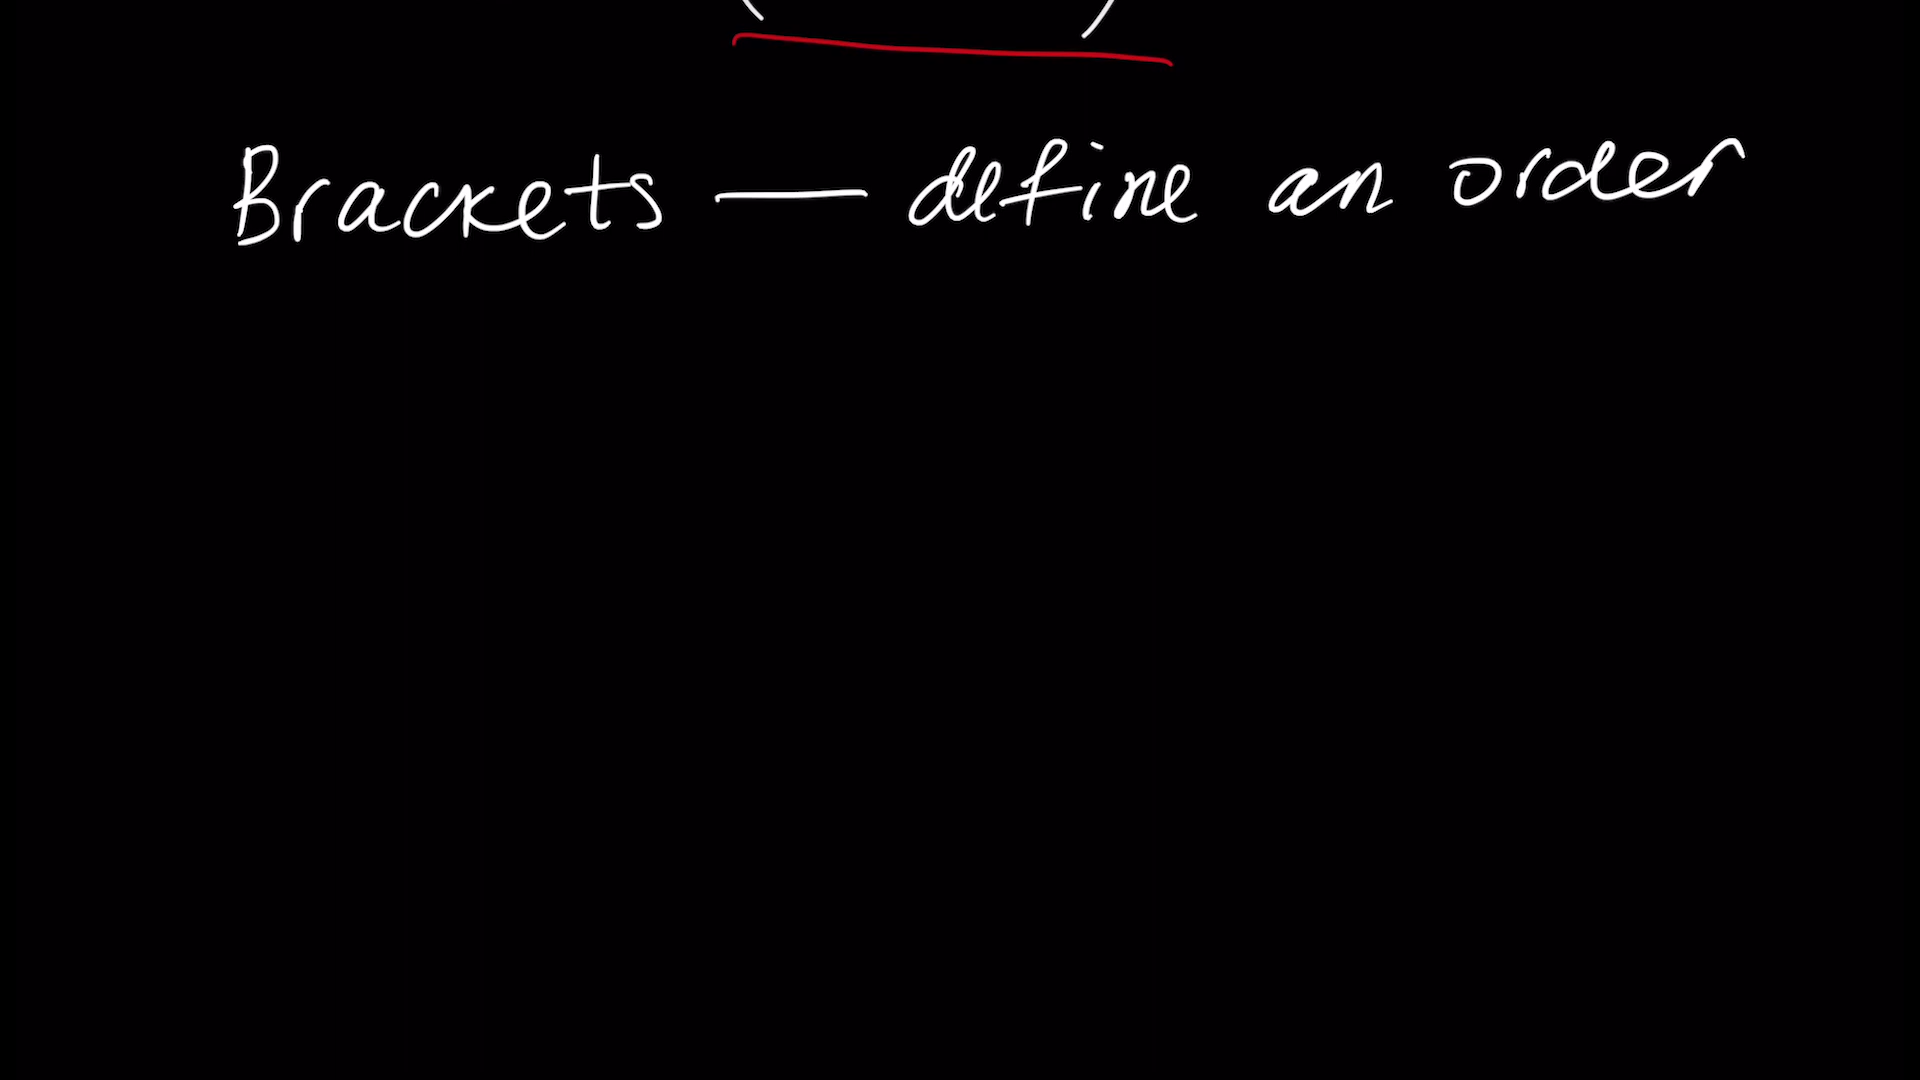 ( )
Brackets — define an order